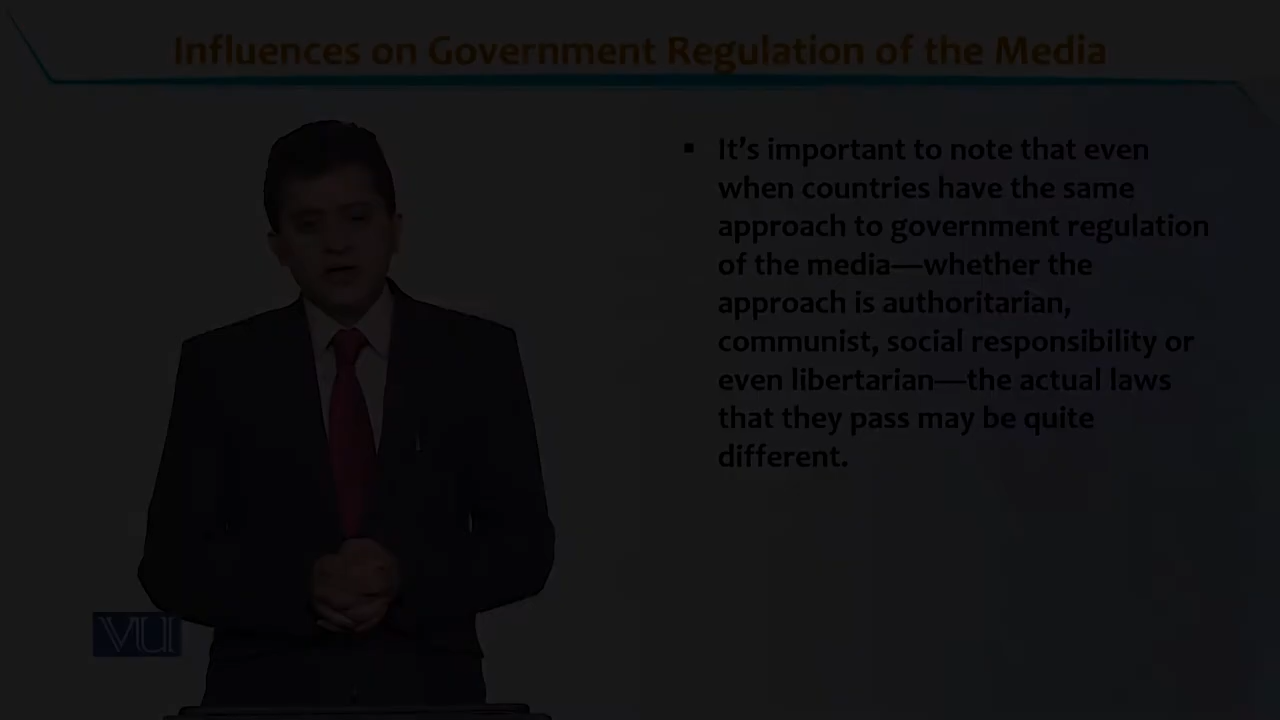 Influences on Government Regulation of the Media
▪ It’s important to note that even
when countries have the same
approach to government regulation
of the media—whether the
approach is authoritarian,
communist, social responsibility or
even libertarian—the actual laws
that they pass may be quite
different.
VU